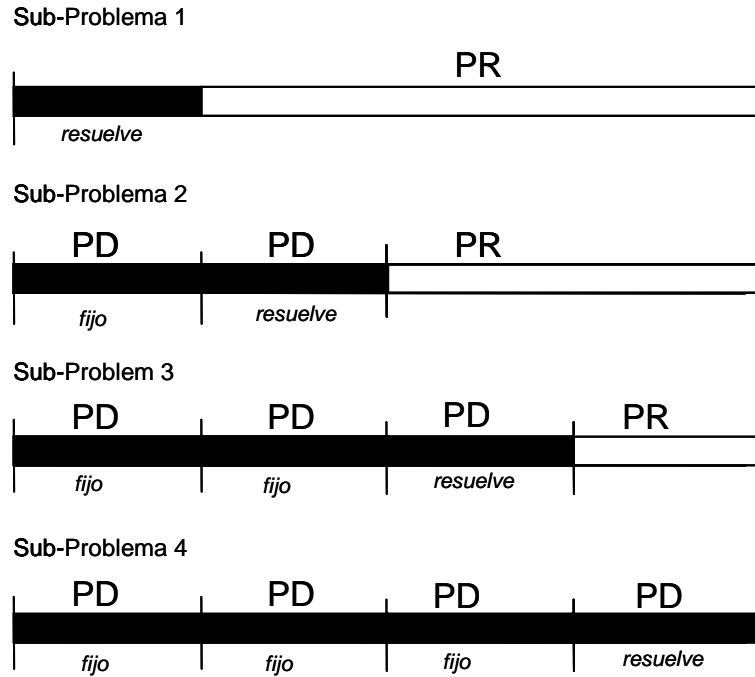 Sub-Problema 1
PR
resuelve
Sub-Problema 2
PD PD PR
fijo resuelve
Sub-Problem 3
PD PD PD PR
fijo fijo resuelve
Sub-Problema 4
PD PD PD PD
fijo fijo fijo resuelve